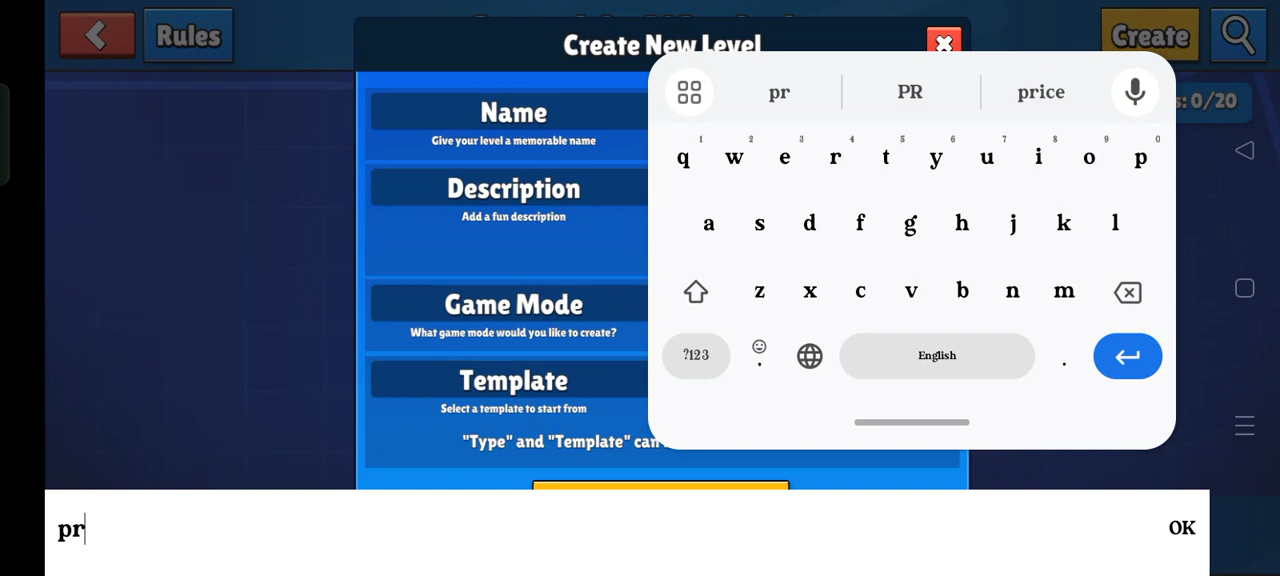 Rules
Create New Level
Create
Name
Give your level a memorable name
Description
Add a fun description
Game Mode
What game mode would you like to create?
Template
Select a template to start from
"Type" and "Template" can
: 0/20
pr PR price
1 2 3 4 5 6 7 8 9 0
q w e r t y u i o p
a s d f g h j k l
z x c v b n m
?123 English .
pr
OK